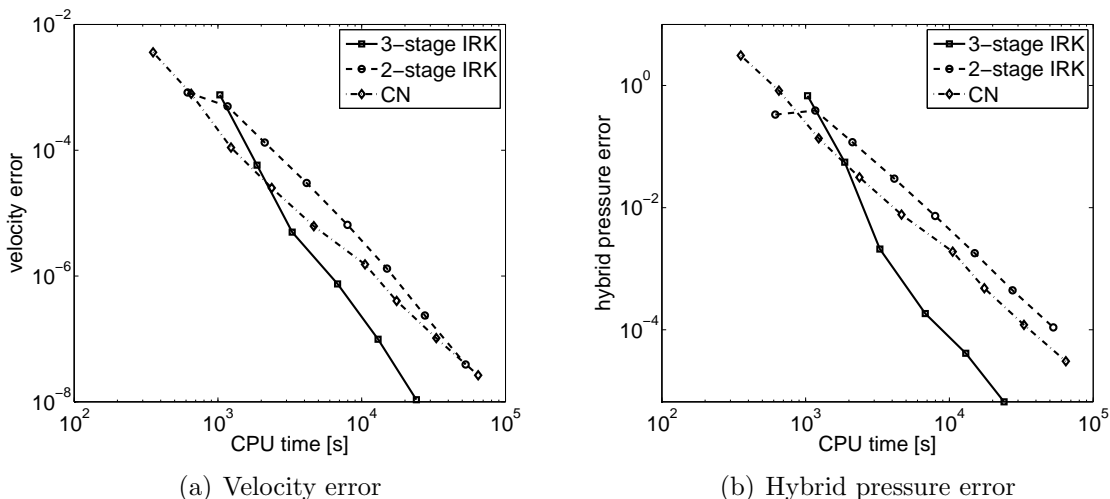 10^-2
10^-4
10^-6
10^-8
velocity error
3−stage IRK
2−stage IRK
CN
10^2
10^3
10^4
10^5
CPU time [s]
(a) Velocity error
10^0
10^-2
10^-4
hybrid pressure error
3−stage IRK
2−stage IRK
CN
10^2
10^3
10^4
10^5
CPU time [s]
(b) Hybrid pressure error